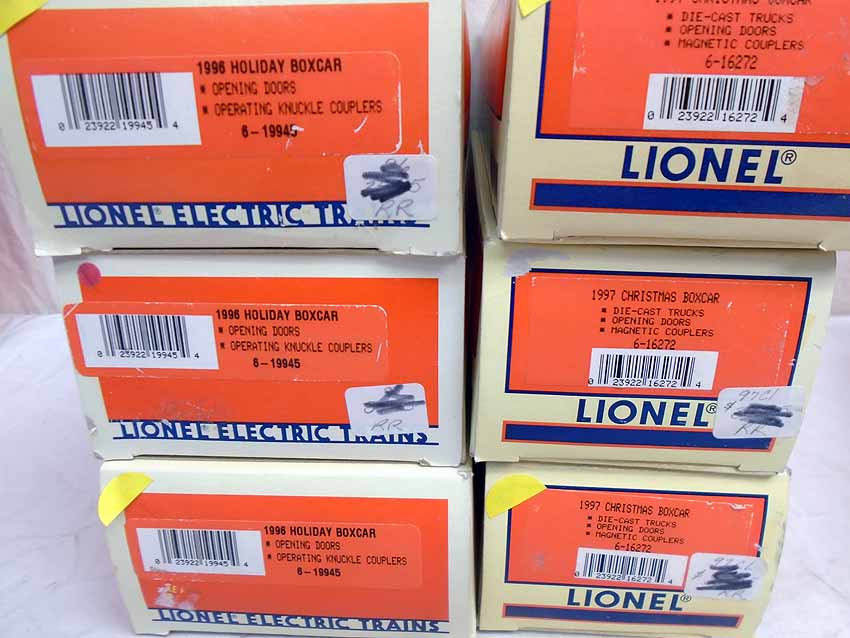 1996 HOLIDAY BOXCAR
OPENING DOORS
OPERATING KNUCKLE COUPLERS
6-19945
0 23922 19945 4
RR
LIONEL® ELECTRIC TRAINS
1997 CHRISTMAS BOXCAR
DIE-CAST TRUCKS
OPENING DOORS
MAGNETIC COUPLERS
6-16272
0 23922 16272 4
LIONEL®
1996 HOLIDAY BOXCAR
OPENING DOORS
OPERATING KNUCKLE COUPLERS
6-19945
0 23922 19945 4
RR
LIONEL ELECTRIC TRAINS
1997 CHRISTMAS BOXCAR
DIE-CAST TRUCKS
OPENING DOORS
MAGNETIC COUPLERS
6-16272
0 23922 16272 4
LIONEL®
RR
1996 HOLIDAY BOXCAR
OPENING DOORS
OPERATING KNUCKLE COUPLERS
6-19945
0 23922 19945 4
LIONEL ELECTRIC TRAINS
1997 CHRISTMAS BOXCAR
DIE-CAST TRUCKS
OPENING DOORS
MAGNETIC COUPLERS
6-16272
0 23922 16272 4
LIONEL®
RR